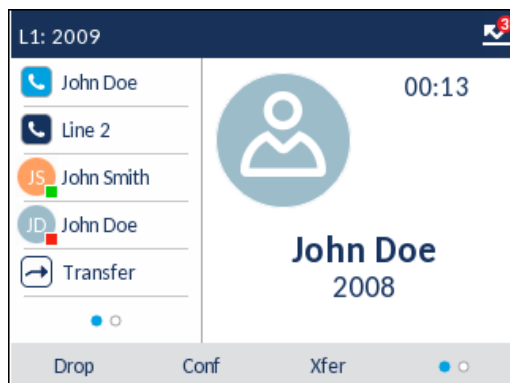 L1: 2009
3
John Doe
00:13
Line 2
JS John Smith
JD John Doe
Transfer
John Doe
2008
Drop Conf Xfer